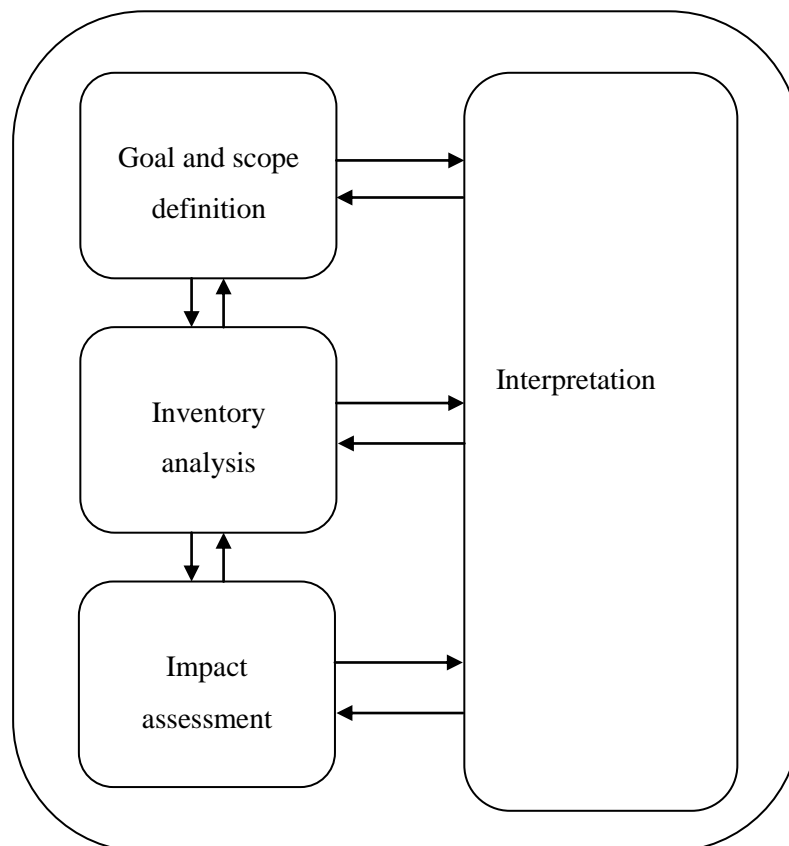 Goal and scope
definition
Inventory
analysis
Impact
assessment
Interpretation